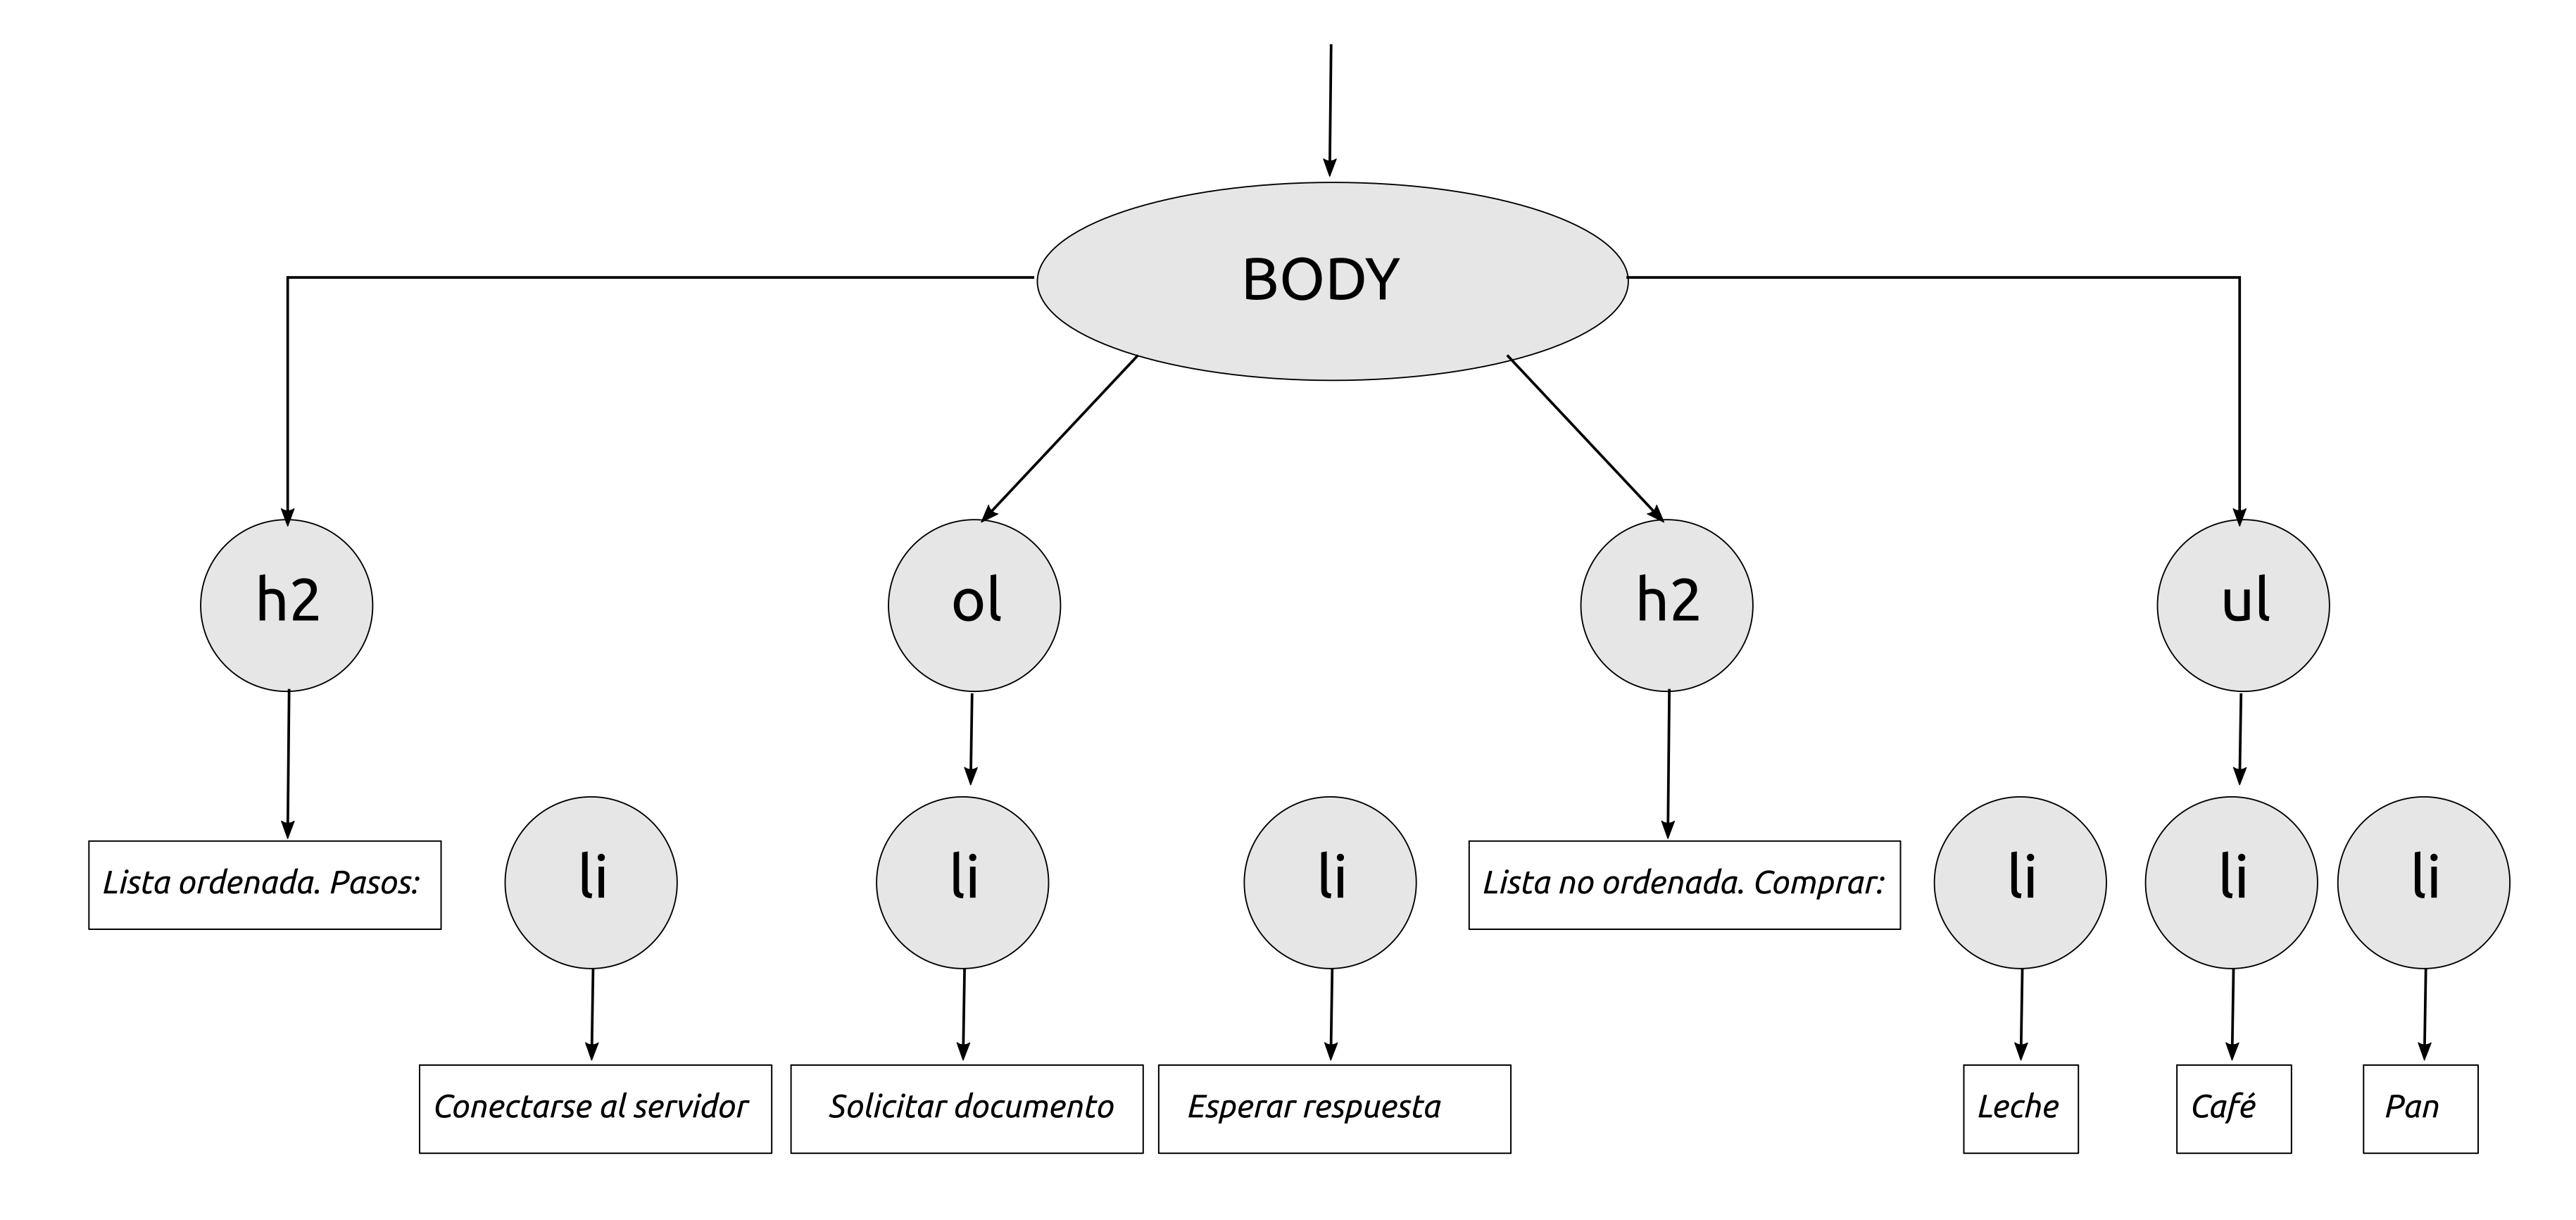 BODY
h2
ol
h2
ul
Lista ordenada. Pasos:
li
li
li
Lista no ordenada. Comprar:
li
li
li
Conectarse al servidor
Solicitar documento
Esperar respuesta
Leche
Café
Pan